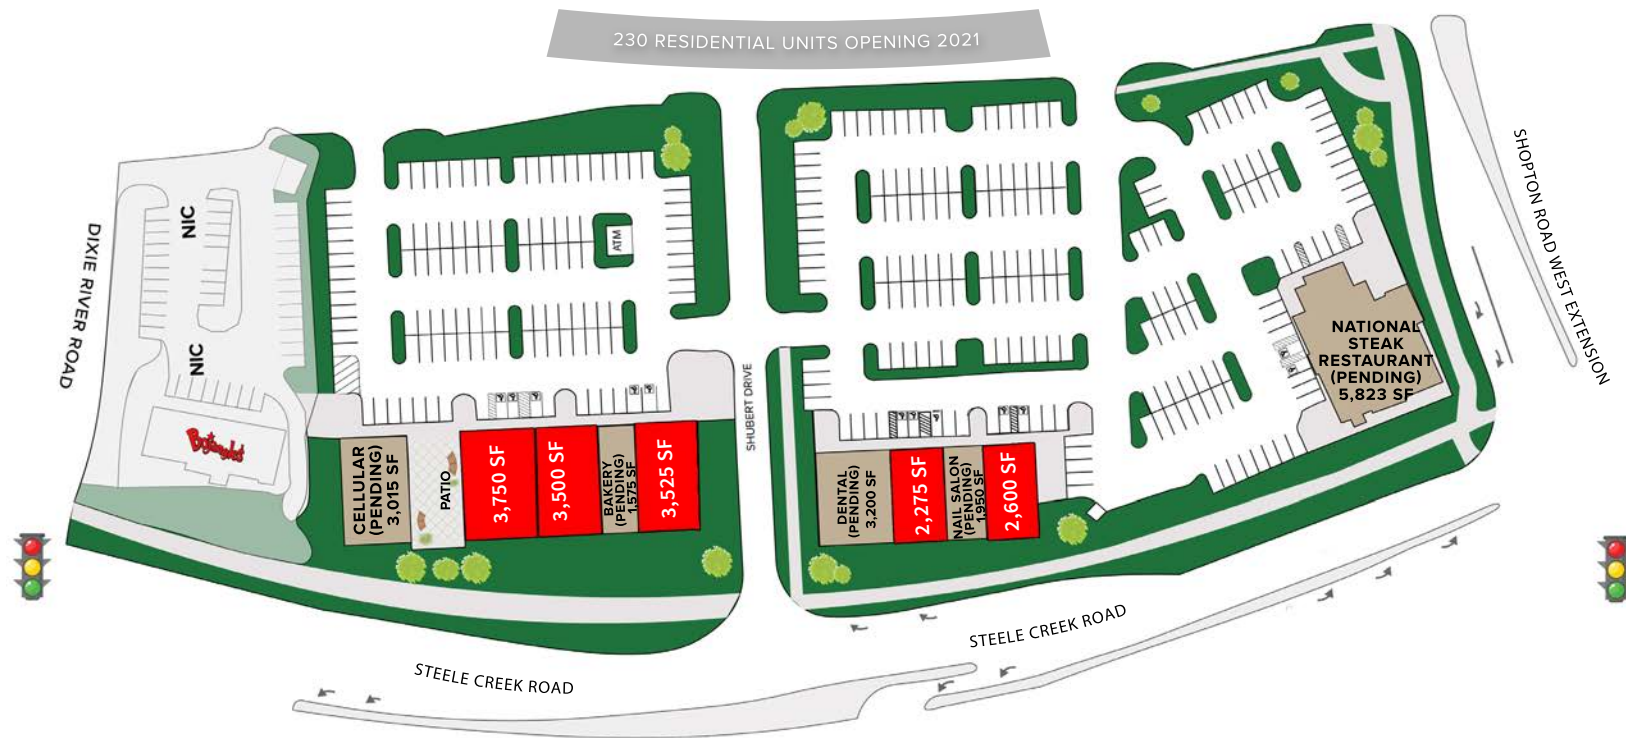 230 RESIDENTIAL UNITS OPENING 2021
DIXIE RIVER ROAD
NIC
NIC
Bojangles
ATM
CELLULAR
(PENDING)
3,015 SF
PATIO
3,750 SF
3,500 SF
BAKERY
(PENDING)
1,575 SF
3,525 SF
SHUBERT DRIVE
DENTAL
(PENDING)
3,200 SF
2,275 SF
NAIL SALON
(PENDING)
1,950 SF
2,600 SF
NATIONAL
STEAK
RESTAURANT
(PENDING)
5,823 SF
SHOPTON ROAD WEST EXTENSION
STEELE CREEK ROAD
STEELE CREEK ROAD